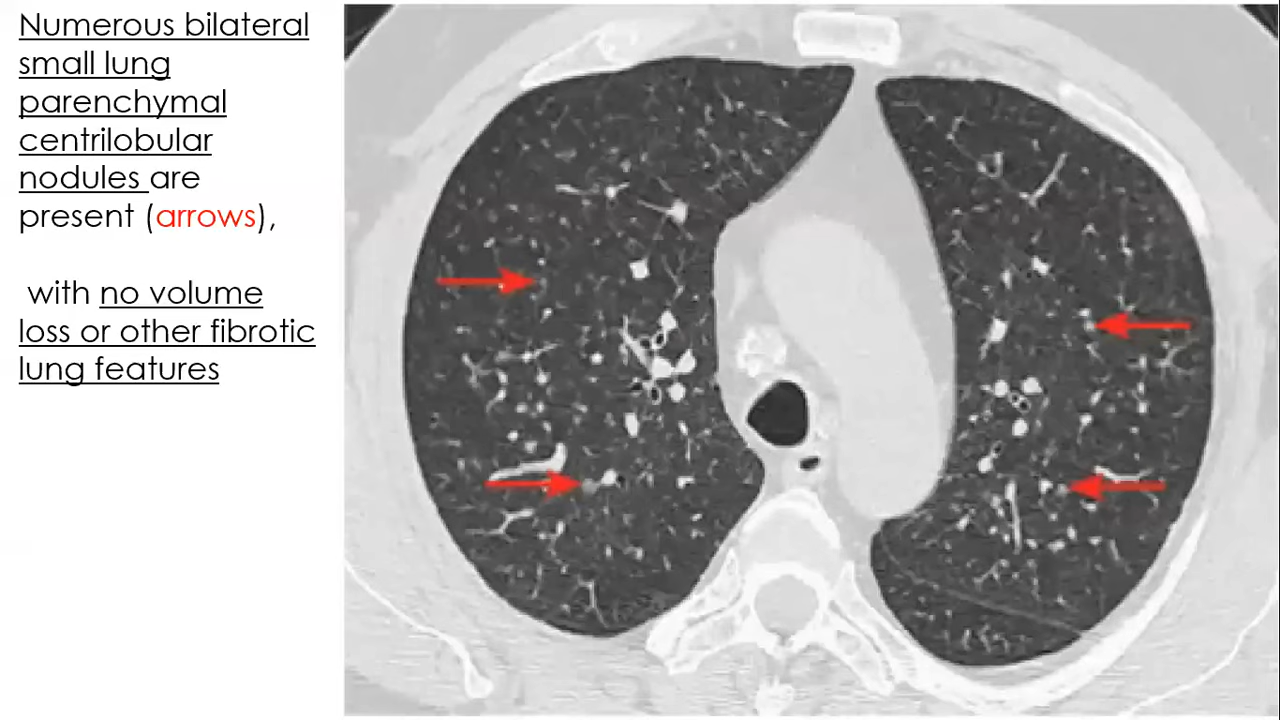 Numerous bilateral
small lung
parenchymal
centrilobular
nodules are
present (arrows),
with no volume
loss or other fibrotic
lung features